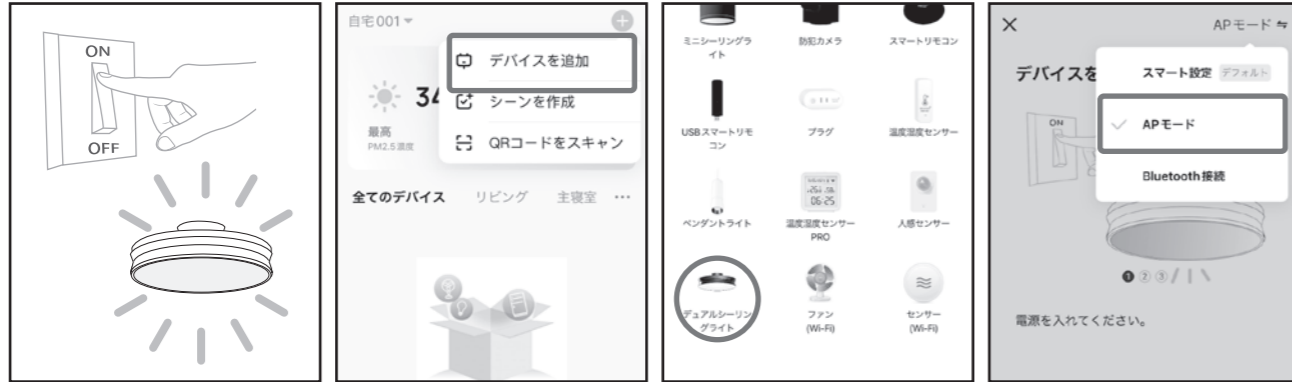 ON
OFF
自宅001
34
デバイスを追加
シーンを作成
QRコードをスキャン
最高
PM2.5濃度
全てのデバイス リビング 主寝室 …
ミニシーリングラ
イト
防犯カメラ
スマートリモコン
USBスマートリモ
コン
プラグ
温度湿度センサー
ペンダントライト
温度湿度センサー
PRO
人感センサー
デュアルシーリン
グライト
ファン
(Wi-Fi)
センサー
(Wi-Fi)
APモード
デバイスを
スマート設定 デフォルト
APモード
Bluetooth接続
ON
❶②③
電源を入れてください。